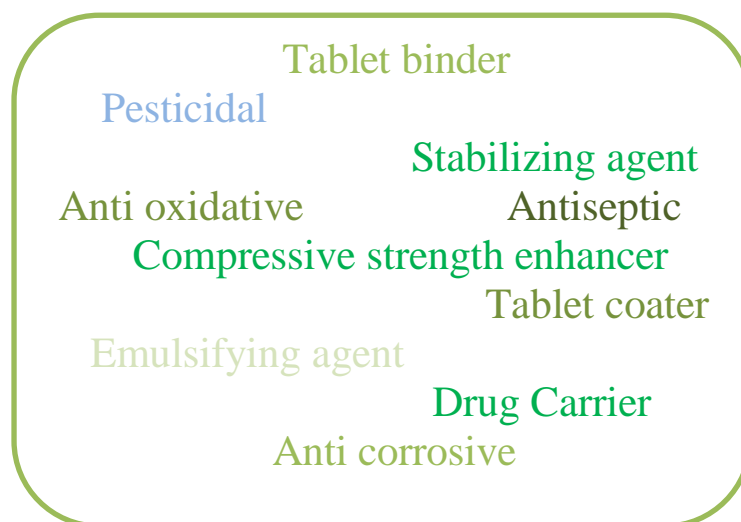 Tablet binder
Pesticidal
Stabilizing agent
Anti oxidative Antiseptic
Compressive strength enhancer
Tablet coater
Emulsifying agent
Drug Carrier
Anti corrosive